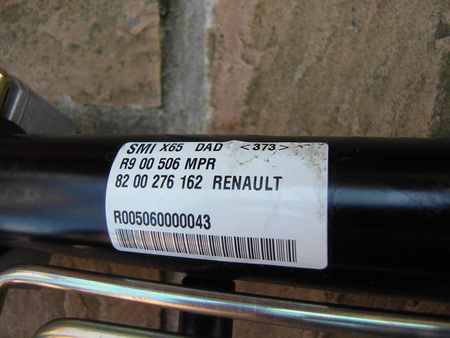 SMI X65 DAD <373>
R9 00 506 MPR
82 00 276 162 RENAULT
R005060000043